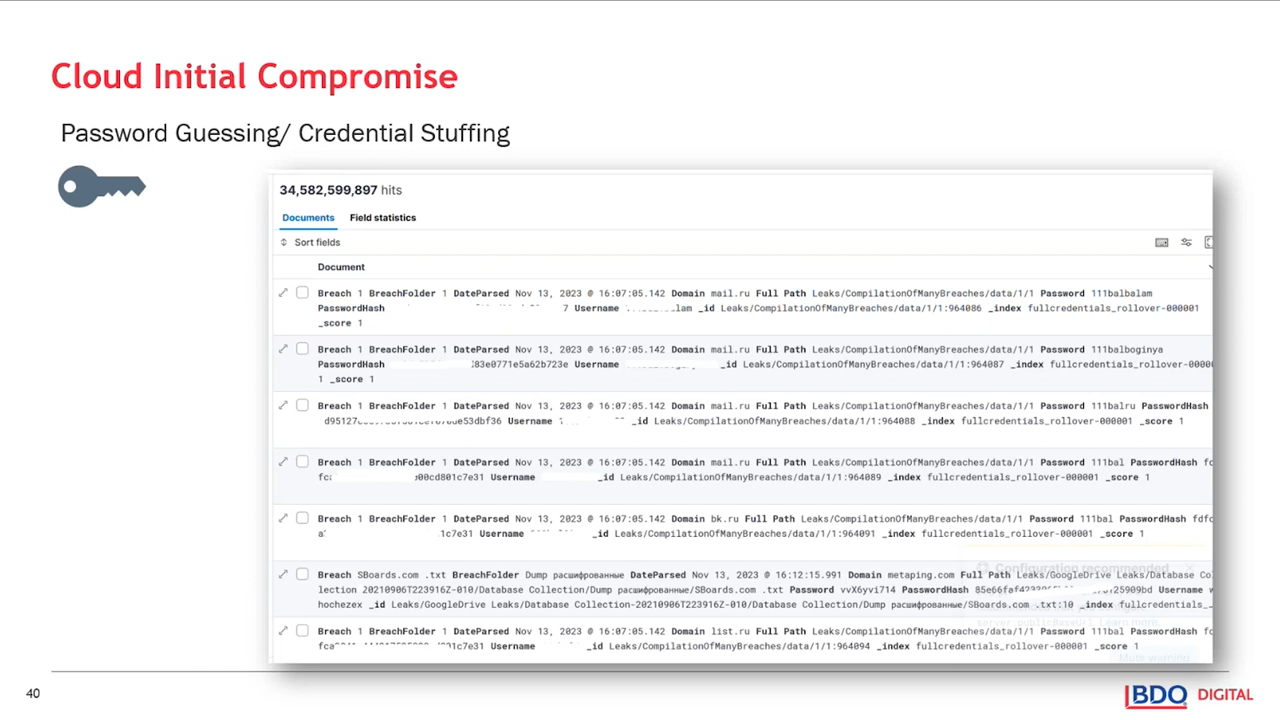 Cloud Initial Compromise
Password Guessing/ Credential Stuffing
34,582,599,897 hits
Documents Field statistics
Sort fields
Document
Breach 1 BreachFolder 1 DateParsed Nov 13, 2023 @ 16:07:05.142 Domain mail.ru Full Path Leaks/CompilationOfManyBreaches/data/1/1 Password 111balbalam
PasswordHash 7 Username lam _id Leaks/CompilationOfManyBreaches/data/1/1:964086 _index fullcredentials_rollover-000001
_score 1
Breach 1 BreachFolder 1 DateParsed Nov 13, 2023 @ 16:07:05.142 Domain mail.ru Full Path Leaks/CompilationOfManyBreaches/data/1/1 Password 111balboginya
PasswordHash 83e0771e5a62b723e Username _id Leaks/CompilationOfManyBreaches/data/1/1:964087 _index fullcredentials_rollover-0000
1 _score 1
Breach 1 BreachFolder 1 DateParsed Nov 13, 2023 @ 16:07:05.142 Domain mail.ru Full Path Leaks/CompilationOfManyBreaches/data/1/1 Password 111balru PasswordHash
Username _id Leaks/CompilationOfManyBreaches/data/1/1:964088 _index fullcredentials_rollover-000001 _score 1
Breach 1 BreachFolder 1 DateParsed Nov 13, 2023 @ 16:07:05.142 Domain mail.ru Full Path Leaks/CompilationOfManyBreaches/data/1/1 Password 111bal PasswordHash fc
Username _id Leaks/CompilationOfManyBreaches/data/1/1:964089 _index fullcredentials_rollover-000001 _score 1
Breach 1 BreachFolder 1 DateParsed Nov 13, 2023 @ 16:07:05.142 Domain bk.ru Full Path Leaks/CompilationOfManyBreaches/data/1/1 Password 111bal PasswordHash fdfc
1c7e31 Username _id Leaks/CompilationOfManyBreaches/data/1/1:964091 _index fullcredentials_rollover-000001 _score 1
Breach SBoards.com .txt BreachFolder Dump расшифрованные DateParsed Nov 13, 2023 @ 16:12:15.991 Domain metaping.com Full Path Leaks/GoogleDrive Leaks/Database Co
llection 20210906T223916Z-010/Database Collection/Dump расшифрованные/SBoards.com .txt Password vvX6yvi714 PasswordHash Username
hochezex _id Leaks/GoogleDrive Leaks/Database Collection-20210906T223916Z-010/Database Collection/Dump расшифрованные/SBoards.com .txt:10 _index fullcredentials_
Breach 1 BreachFolder 1 DateParsed Nov 13, 2023 @ 16:07:05.142 Domain list.ru Full Path Leaks/CompilationOfManyBreaches/data/1/1 Password 111bal PasswordHash
Username _id Leaks/CompilationOfManyBreaches/data/1/1:964094 _index fullcredentials_rollover-000001 _score 1
Configuration recommended
server.publicBaseUrl Learn more.
Mute warning
40
BDO DIGITAL